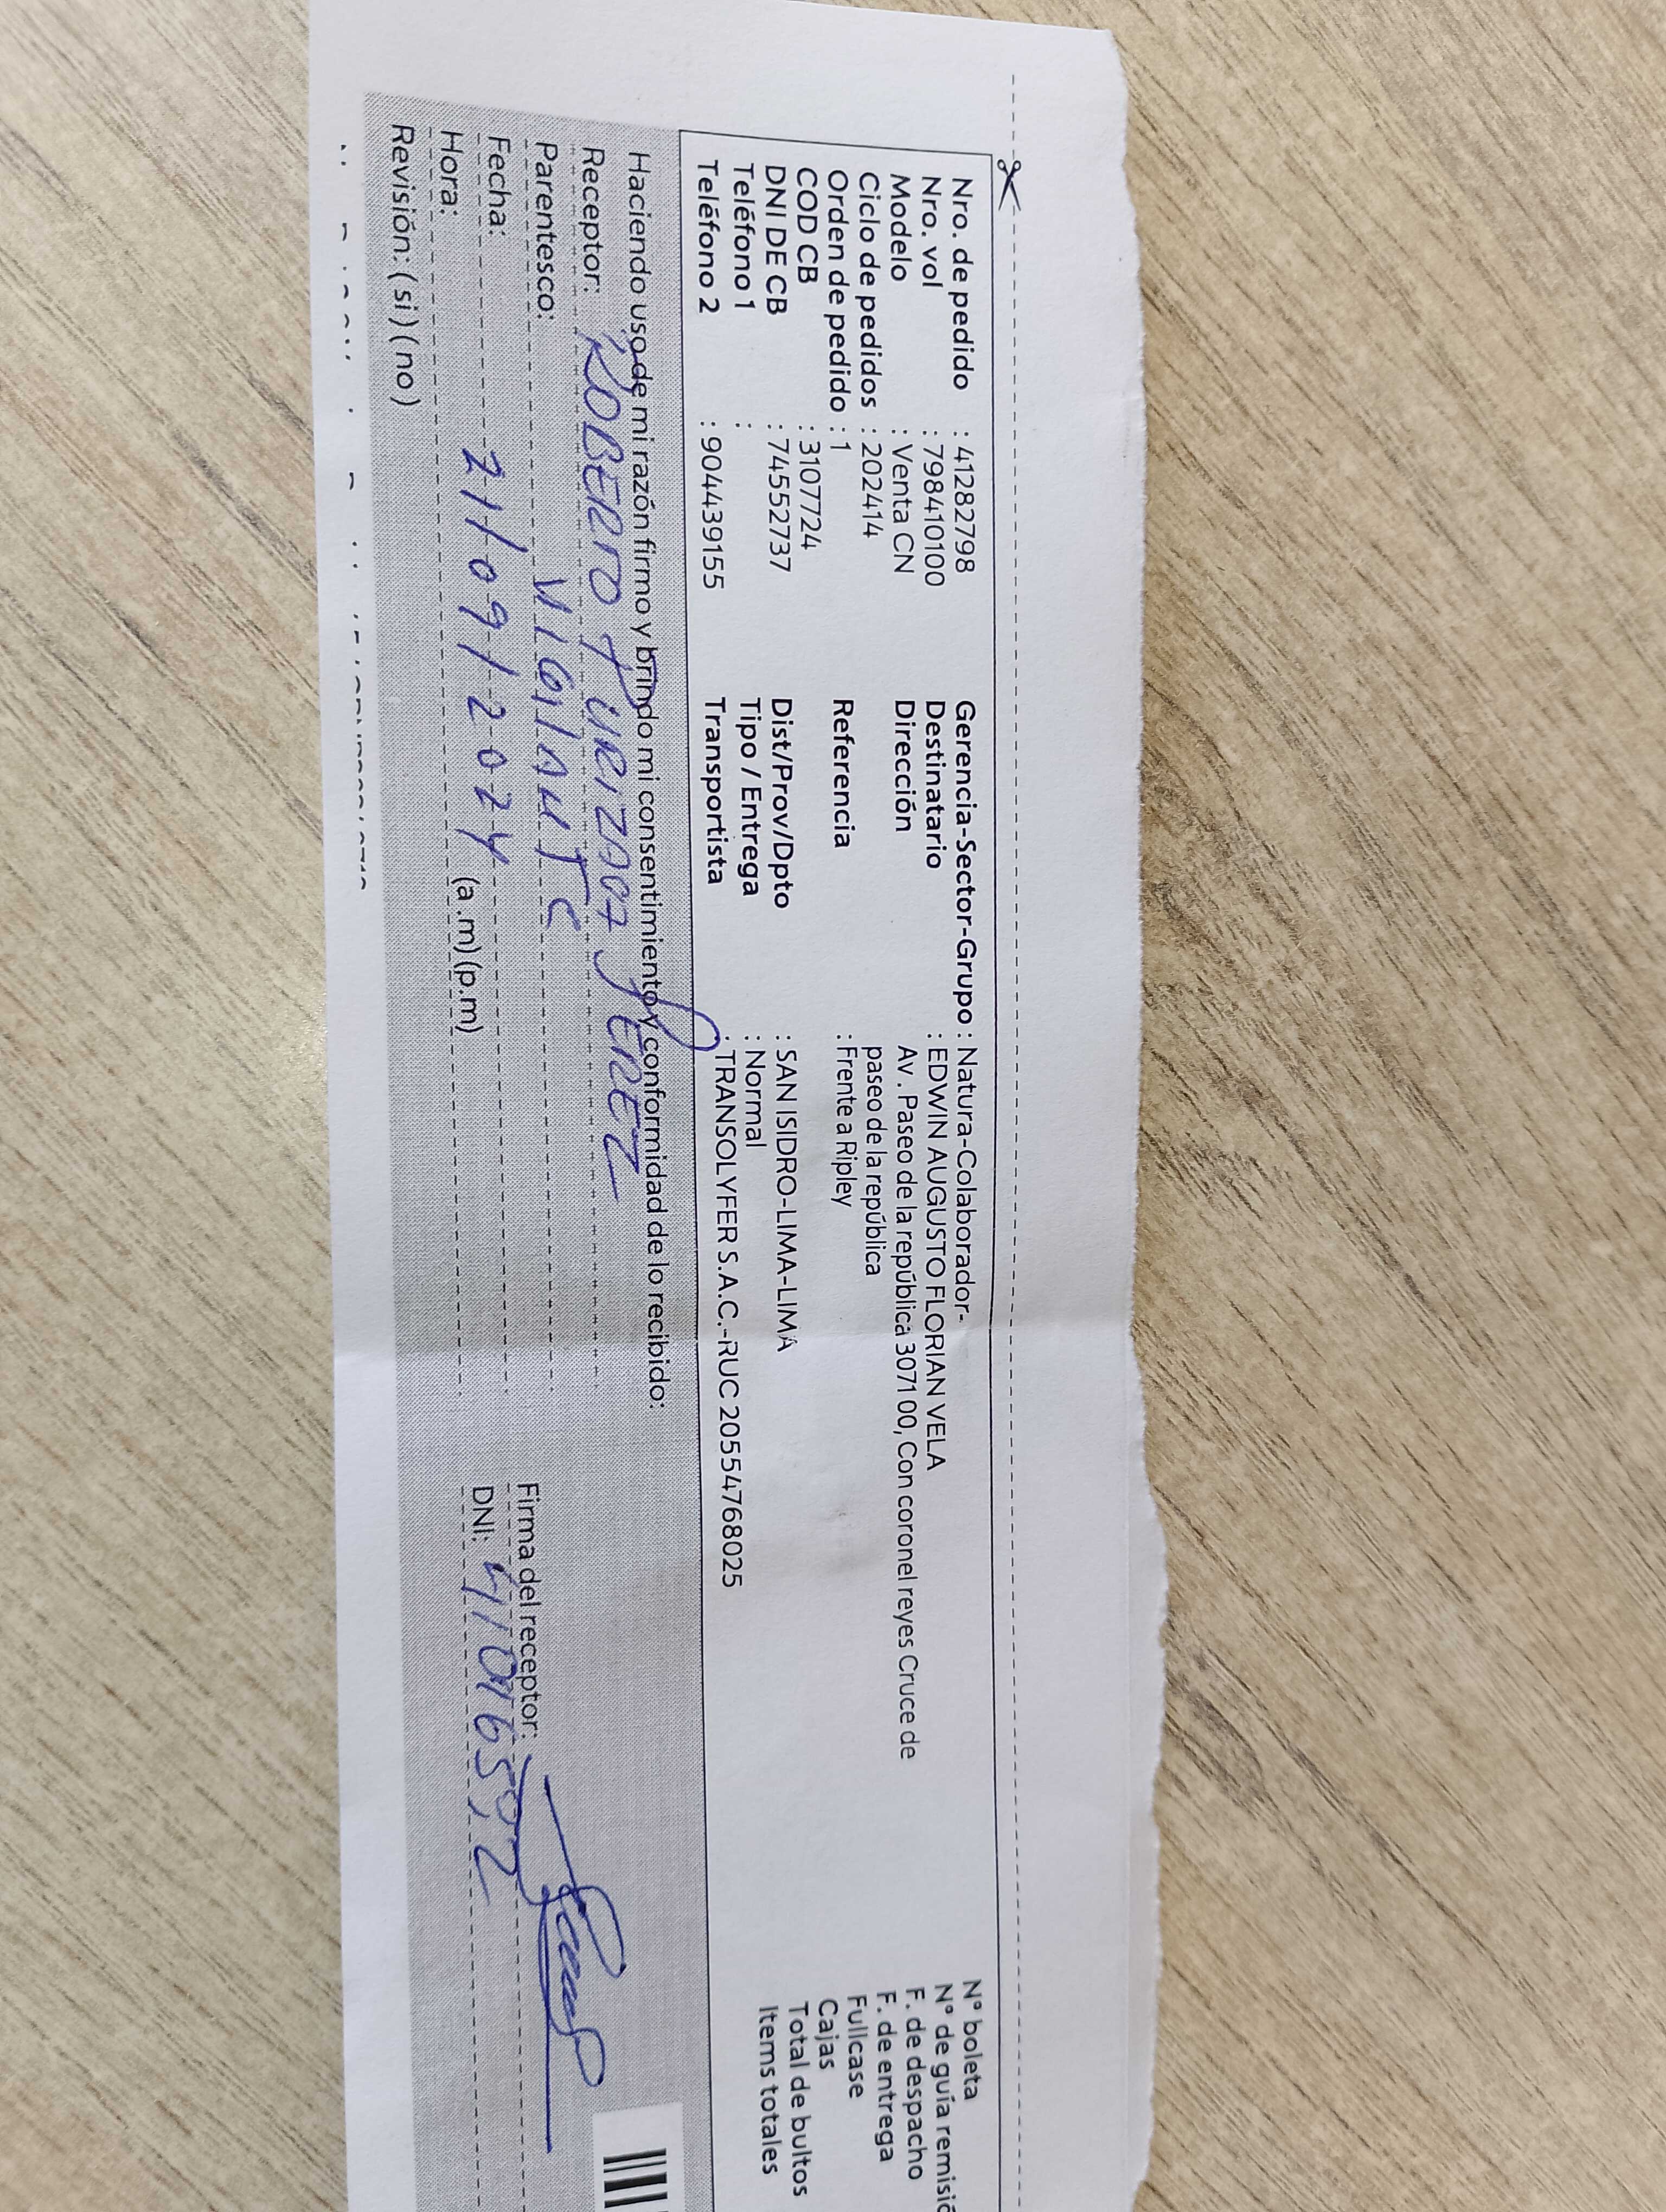 Nro. de pedido : 41282798
Nro. vol : 798410100
Modelo : Venta CN
Ciclo de pedidos : 202414
Orden de pedido : 1
COD CB : 3107724
DNI DE CB : 74552737
Teléfono 1 :
Teléfono 2 : 904439155
Gerencia-Sector-Grupo : Natura-Colaborador-
Destinatario : EDWIN AUGUSTO FLORIAN VELA
Dirección : Av. Paseo de la república 3071 00, Con coronel reyes Cruce de
paseo de la república
Referencia : Frente a Ripley
Dist/Prov/Dpto : SAN ISIDRO-LIMA-LIMA
Tipo / Entrega : Normal
Transportista : TRANSOLYFER S.A.C.-RUC 20554768025
N° boleta
N° de guía remisió
F. de despacho
F. de entrega
Fullcase
Cajas
Total de bultos
Items totales
Haciendo uso de mi razón firmo y brindo mi consentimiento y conformidad de lo recibido:
Receptor: ROBERTO
Parentesco: VIGILANTE
Fecha: 21/09/2024
Hora: (a.m) (p.m)
Revisión: (si) (no)
Firma del receptor:
DNI: